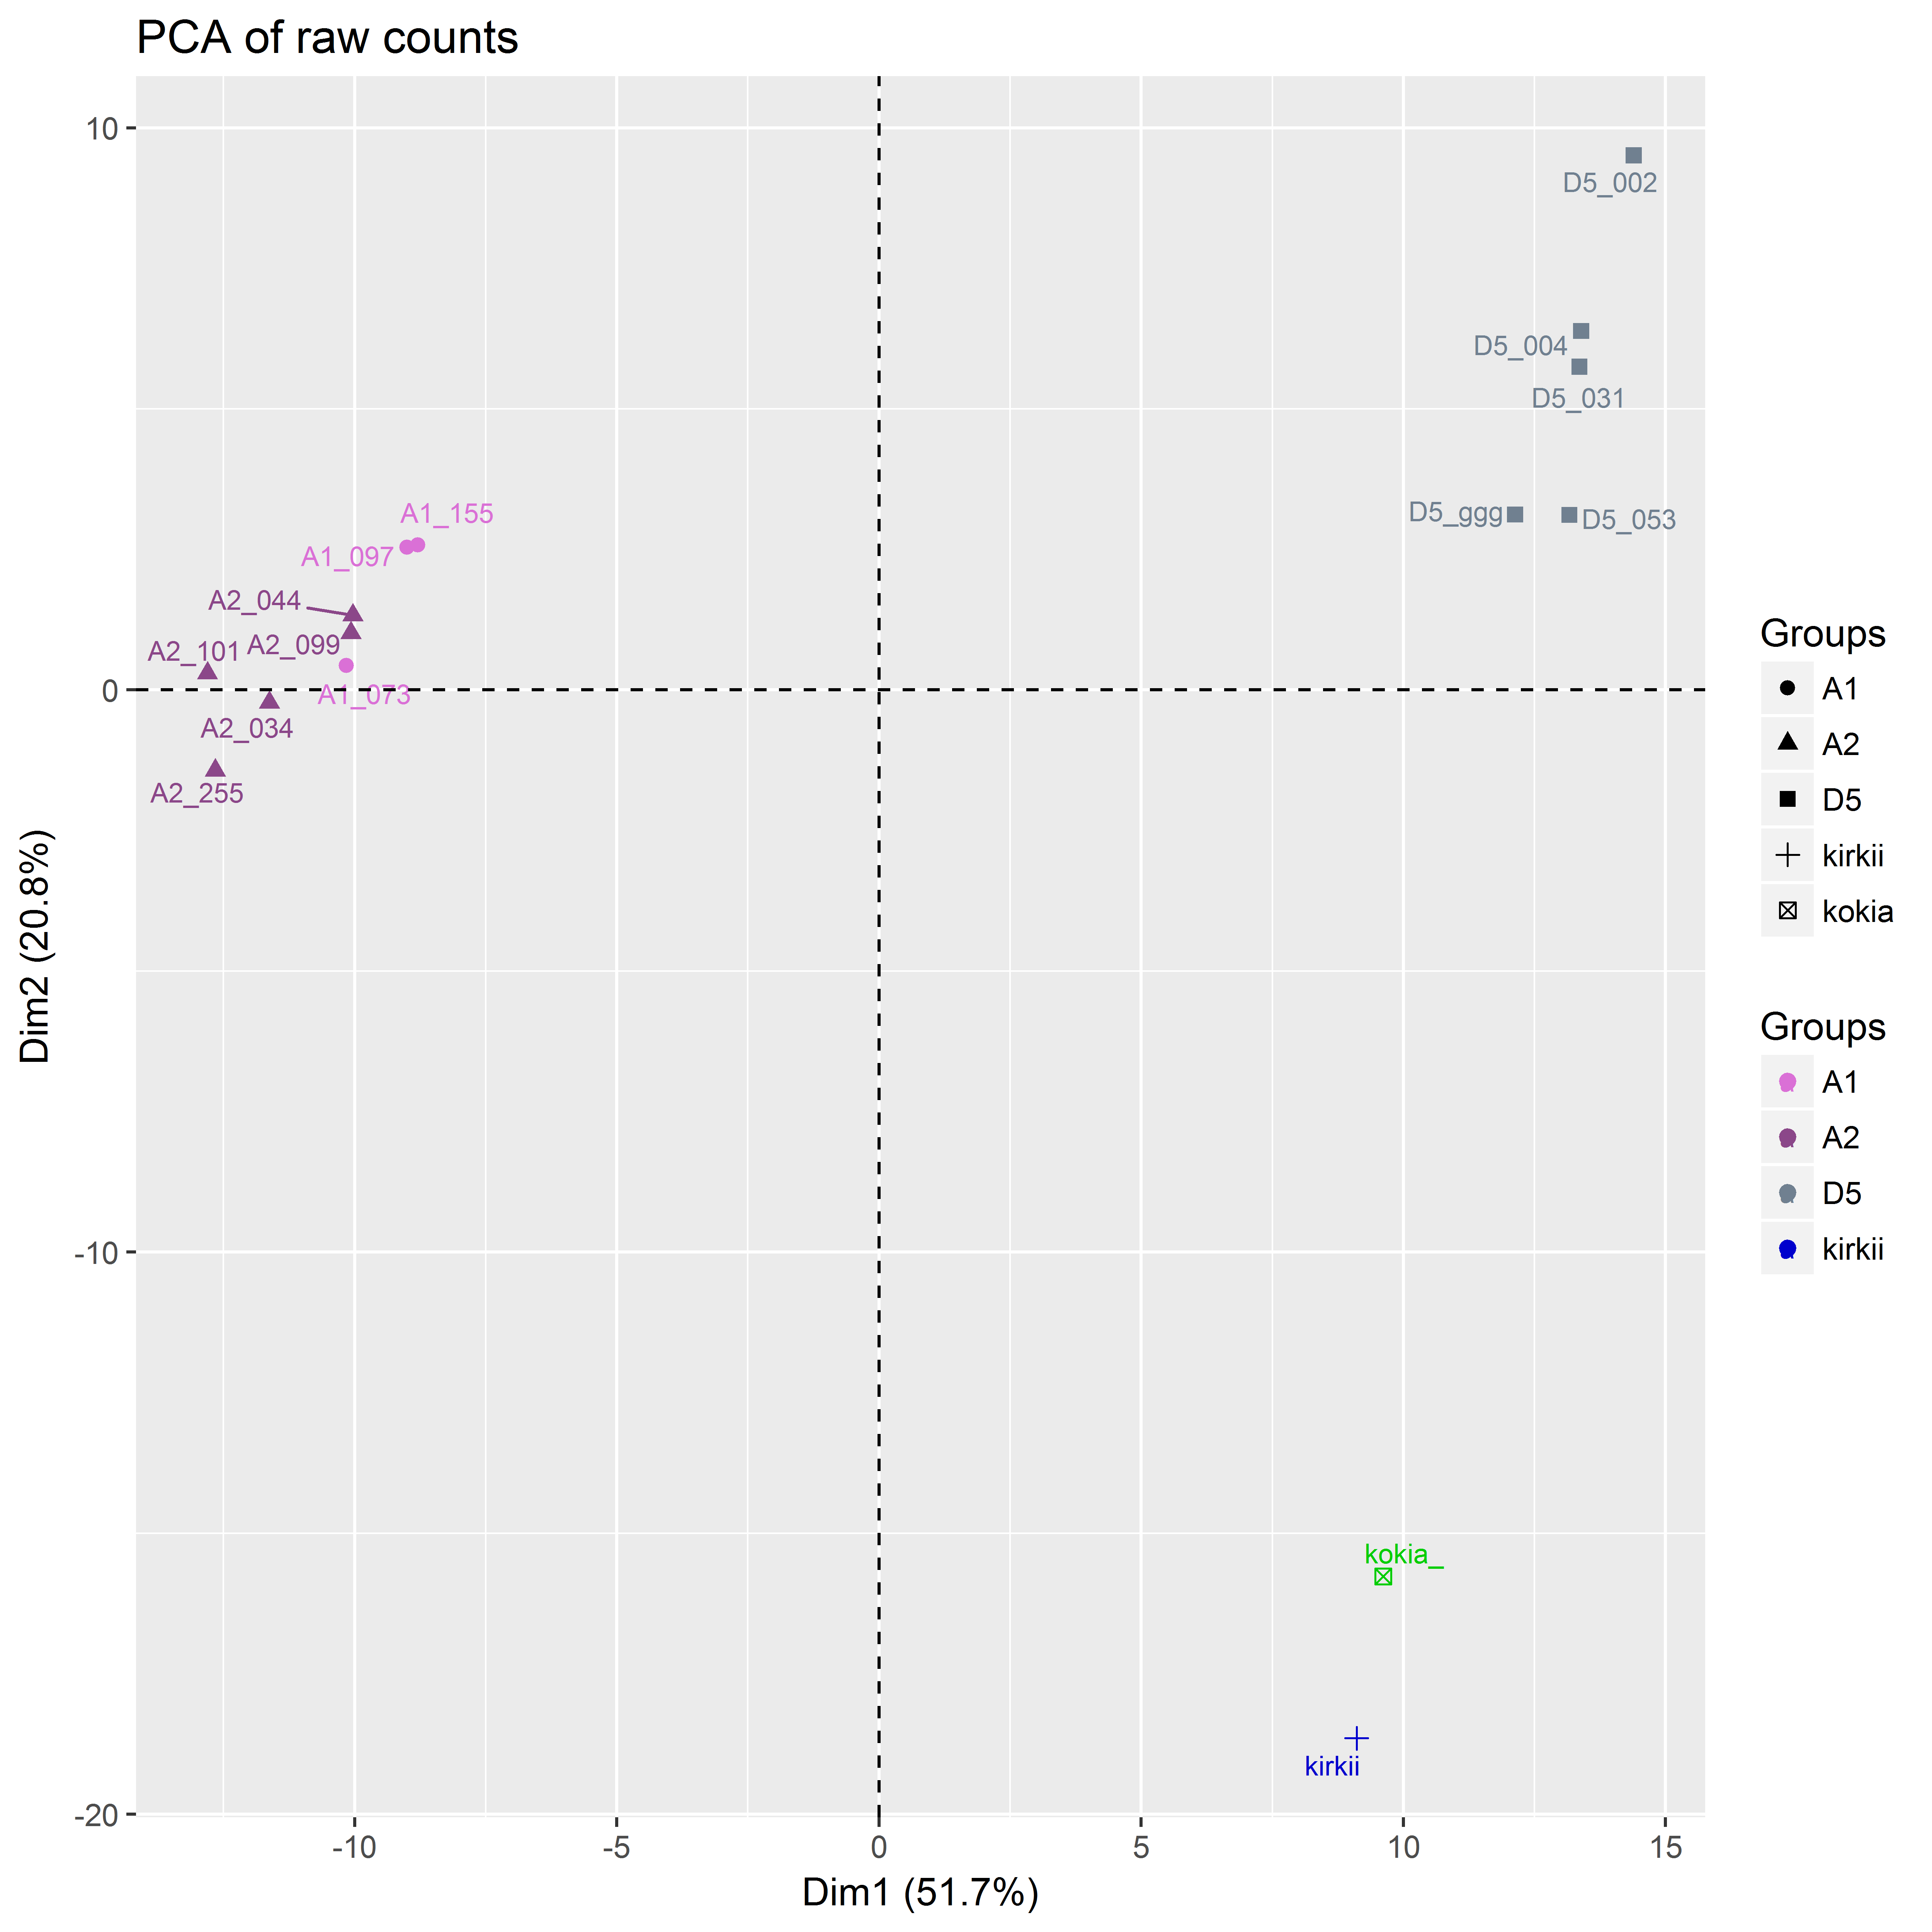 PCA of raw counts
10
0
-10
-20
Dim2 (20.8%)
D5_002
D5_004
D5_031
D5_ggg
D5_053
A1_155
A1_097
A2_044
A2_099
A2_101
A1_073
A2_034
A2_255
kokia_
kirkii
-10
-5
0
5
10
15
Dim1 (51.7%)
Groups
A1
A2
D5
kirkii
kokia
Groups
A1
A2
D5
kirkii